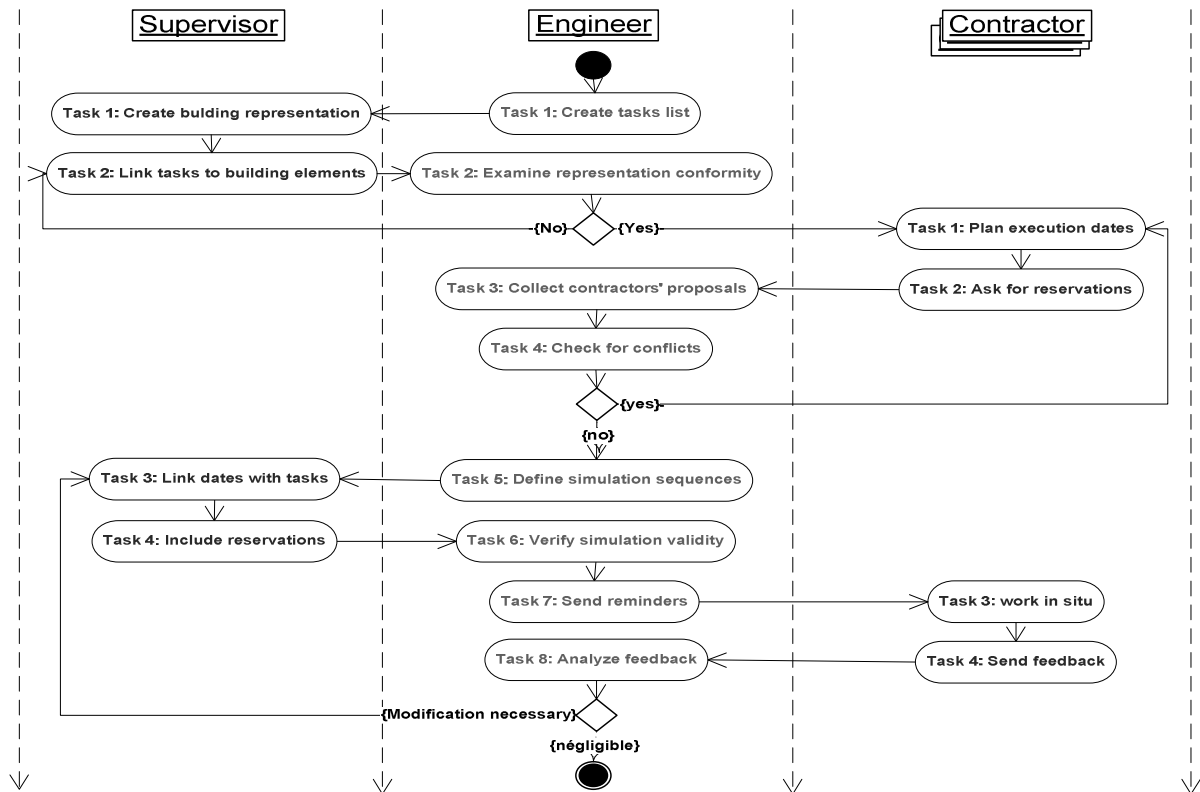 Supervisor
Engineer
Contractor
Task 1: Create bulding representation
Task 1: Create tasks list
Task 2: Link tasks to building elements
Task 2: Examine representation conformity
{No}
{Yes}
Task 1: Plan execution dates
Task 3: Collect contractors' proposals
Task 2: Ask for reservations
Task 4: Check for conflicts
{yes}
{no}
Task 3: Link dates with tasks
Task 5: Define simulation sequences
Task 4: Include reservations
Task 6: Verify simulation validity
Task 7: Send reminders
Task 3: work in situ
Task 8: Analyze feedback
Task 4: Send feedback
{Modification necessary}
{négligible}